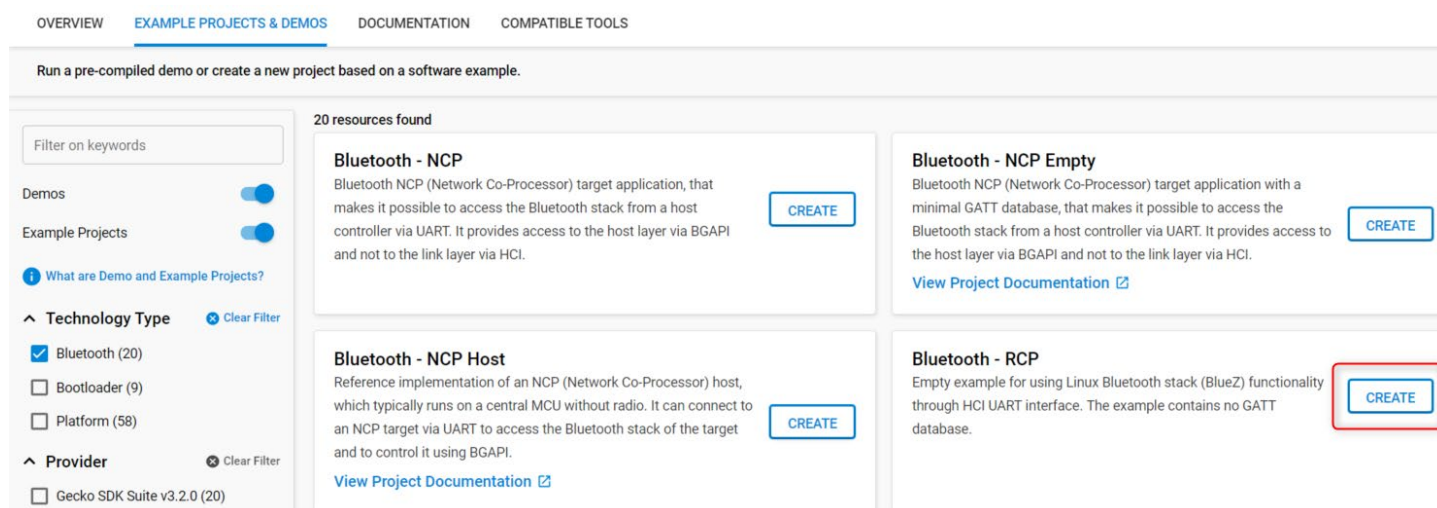 OVERVIEW EXAMPLE PROJECTS & DEMOS DOCUMENTATION COMPATIBLE TOOLS
Run a pre-compiled demo or create a new project based on a software example.
Filter on keywords
Demos
Example Projects
What are Demo and Example Projects?
Technology Type Clear Filter
Bluetooth (20)
Bootloader (9)
Platform (58)
Provider Clear Filter
Gecko SDK Suite v3.2.0 (20)
20 resources found
Bluetooth - NCP
Bluetooth NCP (Network Co-Processor) target application, that
makes it possible to access the Bluetooth stack from a host
controller via UART. It provides access to the host layer via BGAPI
and not to the link layer via HCI.
CREATE
Bluetooth - NCP Empty
Bluetooth NCP (Network Co-Processor) target application with a
minimal GATT database, that makes it possible to access the
Bluetooth stack from a host controller via UART. It provides access to
the host layer via BGAPI and not to the link layer via HCI.
View Project Documentation
CREATE
Bluetooth - NCP Host
Reference implementation of an NCP (Network Co-Processor) host,
which typically runs on a central MCU without radio. It can connect to
an NCP target via UART to access the Bluetooth stack of the target
and to control it using BGAPI.
View Project Documentation
CREATE
Bluetooth - RCP
Empty example for using Linux Bluetooth stack (BlueZ) functionality
through HCI UART interface. The example contains no GATT
database.
CREATE